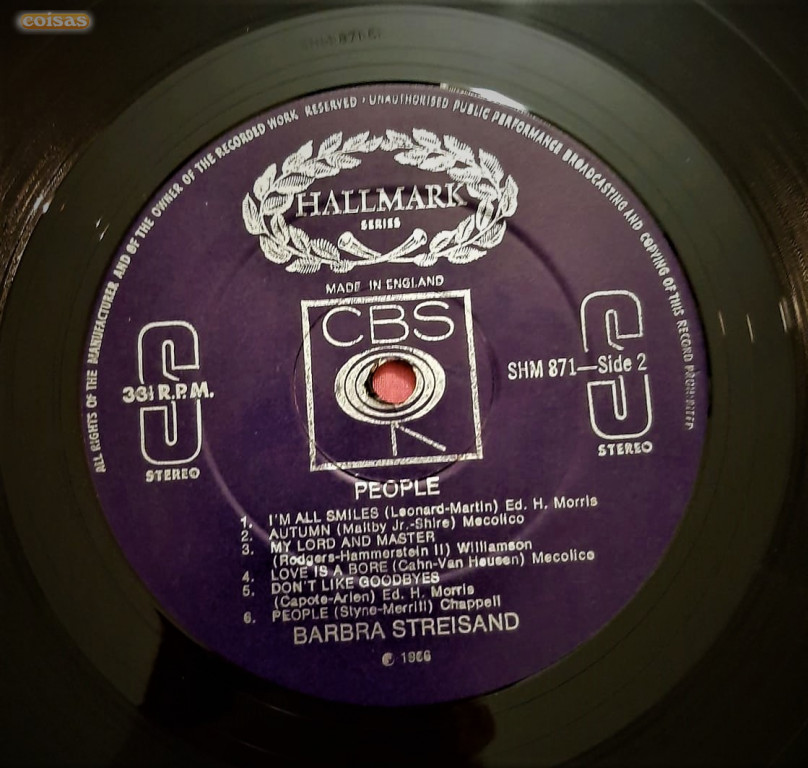 coisas
ALL RIGHTS OF THE MANUFACTURER AND OF THE OWNER OF THE RECORDED WORK RESERVED · UNAUTHORISED PUBLIC PERFORMANCE BROADCASTING AND COPYING OF THIS RECORD PROHIBITED
HALLMARK
SERIES
MADE IN ENGLAND
CBS
S
33⅓ R.P.M.
STEREO
SHM 871—Side 2
S
STEREO
PEOPLE
1. I'M ALL SMILES (Leonard-Martin) Ed. H. Morris
2. AUTUMN (Maltby Jr.-Shire) Mecolico
3. MY LORD AND MASTER
(Rodgers-Hammerstein II) Williamson
4. LOVE IS A BORE (Cahn-Van Heusen) Mecolico
5. DON'T LIKE GOODBYES
(Capote-Arlen) Ed. H. Morris
6. PEOPLE (Styne-Merrill) Chappell
BARBRA STREISAND
℗ 1966